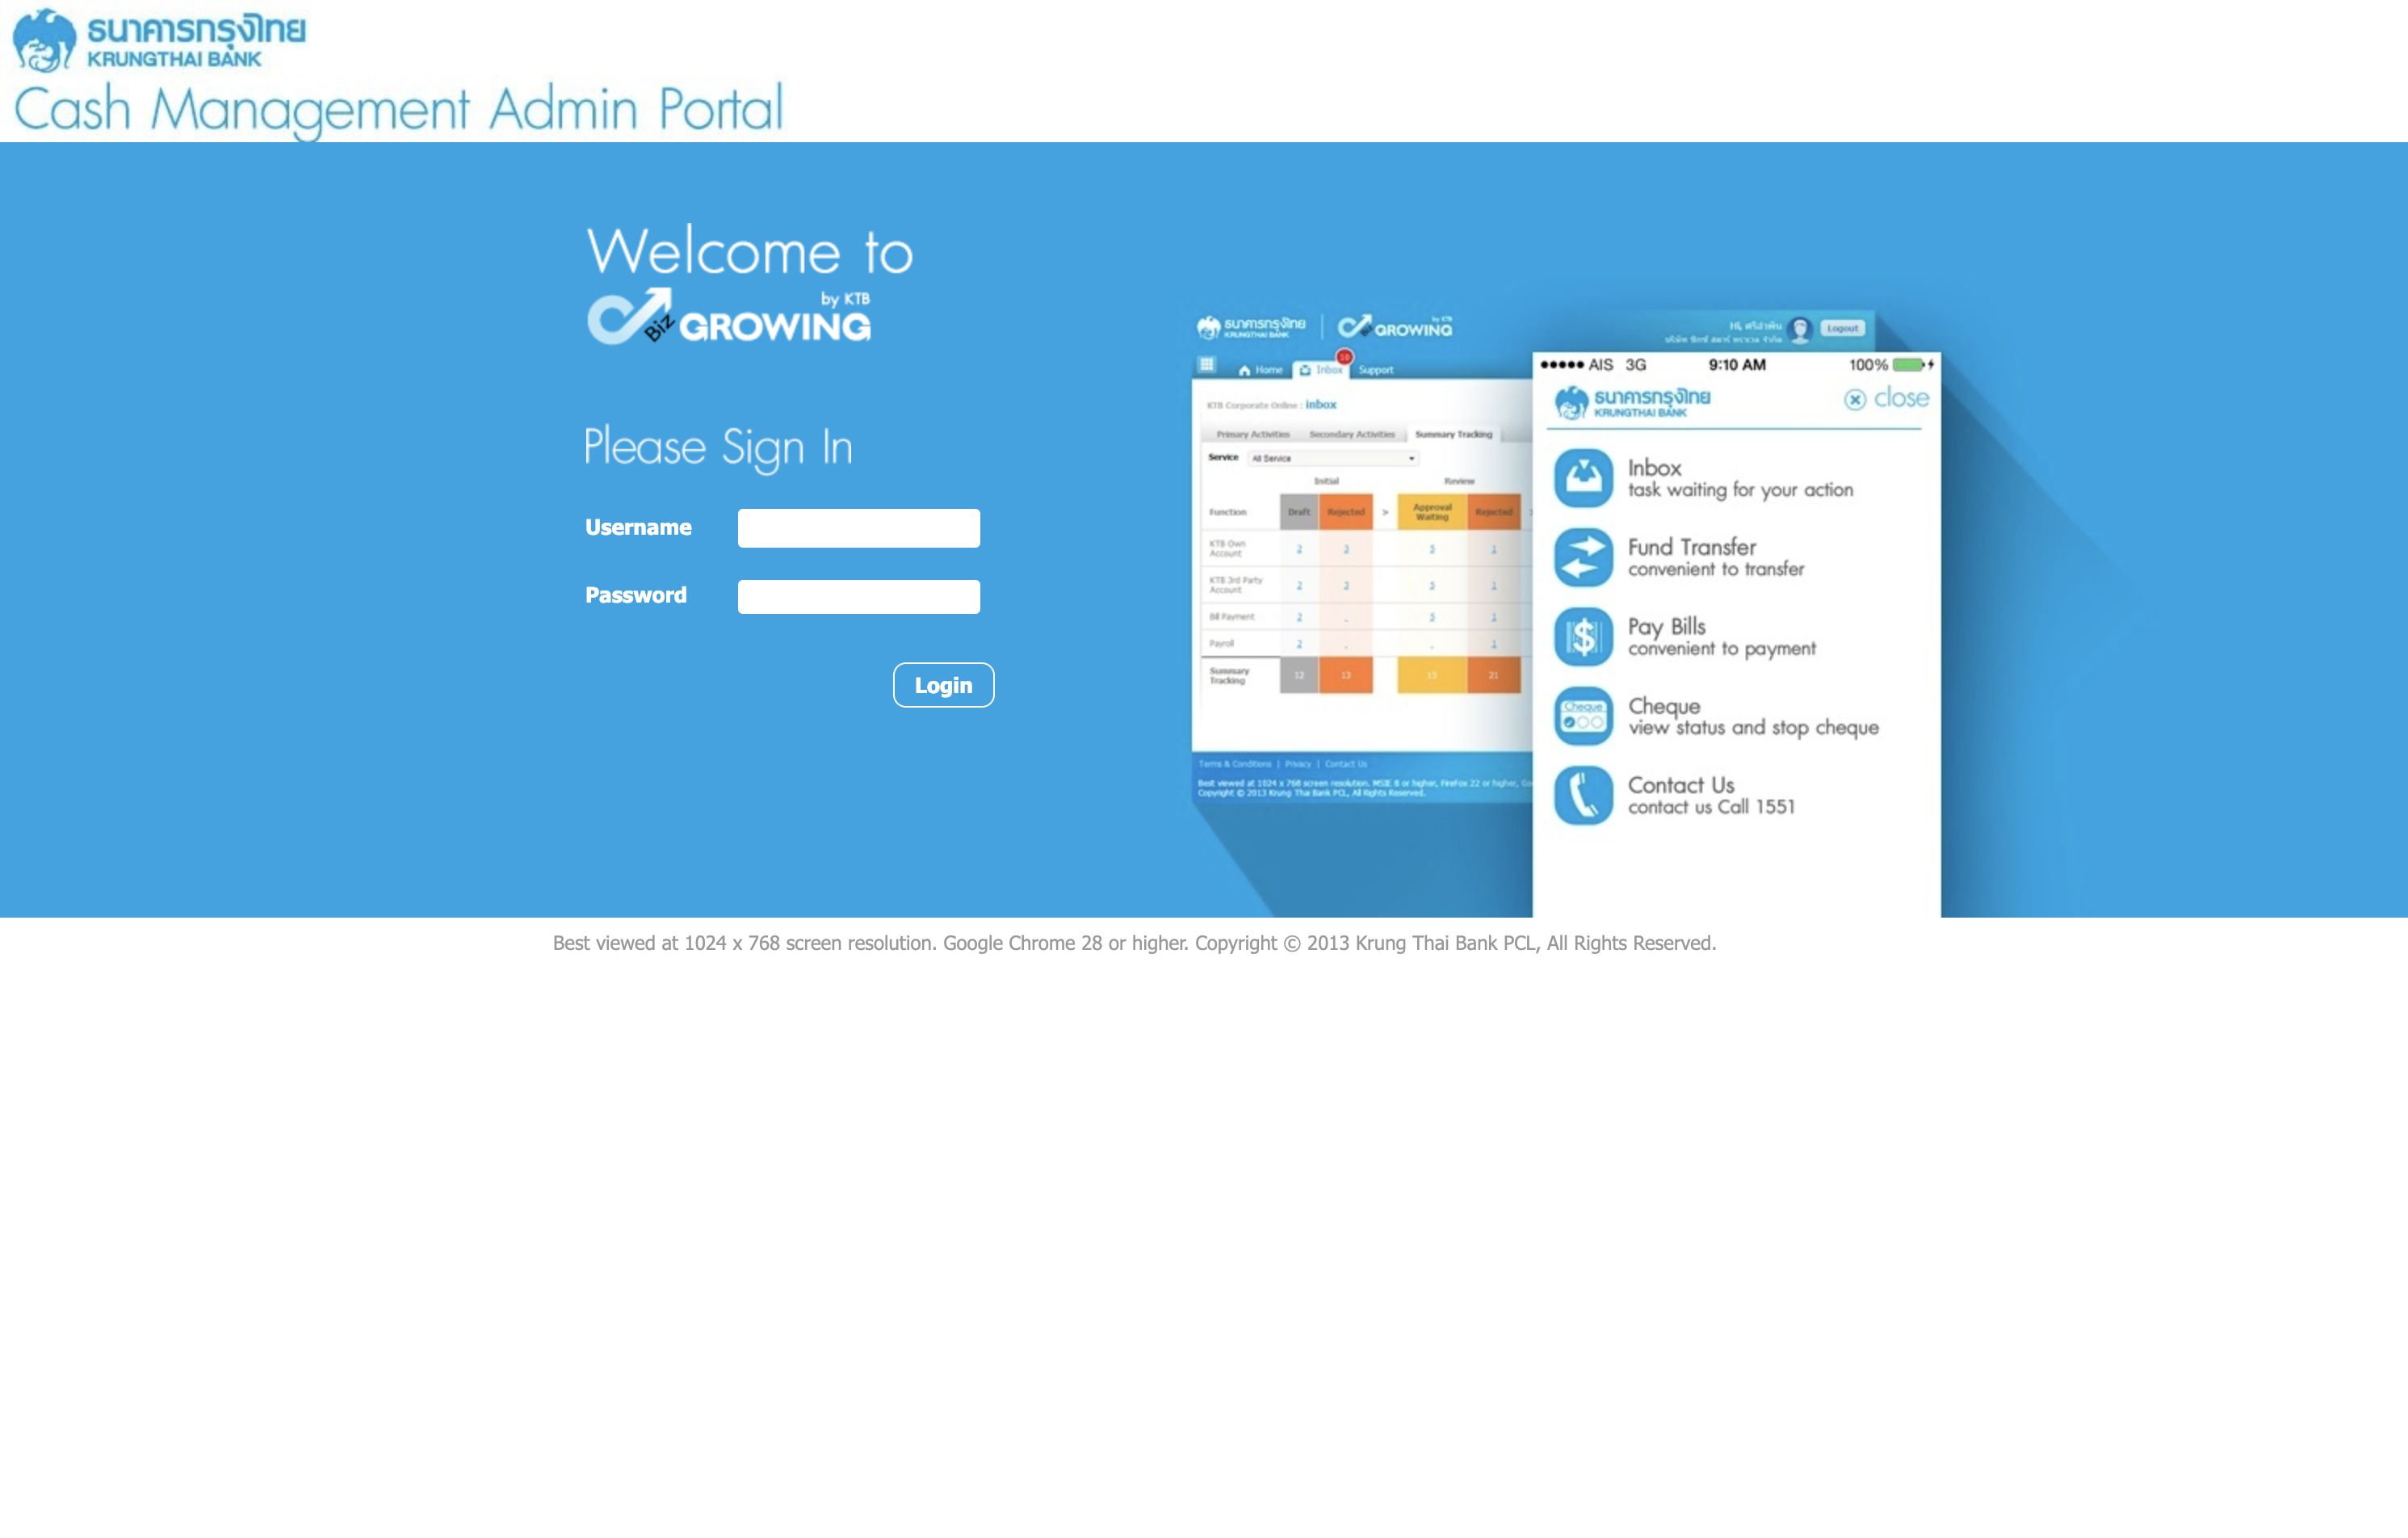 ธนาคารกรุงไทย
KRUNGTHAI BANK
Cash Management Admin Portal
Welcome to
by KTB
Biz GROWING
Please Sign In
Username
Password
Login
ธนาคารกรุงไทย
KRUNGTHAI BANK
by KTB
GROWING
Hi,
Logout
Home
Inbox
Support
KTB Corporate Online : inbox
Primary Activities Secondary Activities Summary Tracking
Service All Service
Initial Review
Function Draft Rejected > Approval Waiting Rejected
KTB Own Account 2 3 5 1
KTB 3rd Party Account 2 3 5 1
Bill Payment 2 - 5 1
Payroll 2 - - 1
Summary Tracking 12 13 15 21
Terms & Conditions | Privacy | Contact Us
Best viewed at 1024 x 768 screen resolution. MSIE 8 or higher, FireFox 22 or higher,
Copyright © 2013 Krung Thai Bank PCL, All Rights Reserved.
AIS 3G 9:10 AM 100%
ธนาคารกรุงไทย
KRUNGTHAI BANK
close
Inbox
task waiting for your action
Fund Transfer
convenient to transfer
Pay Bills
convenient to payment
Cheque
Cheque
view status and stop cheque
Contact Us
contact us Call 1551
Best viewed at 1024 x 768 screen resolution. Google Chrome 28 or higher. Copyright © 2013 Krung Thai Bank PCL, All Rights Reserved.